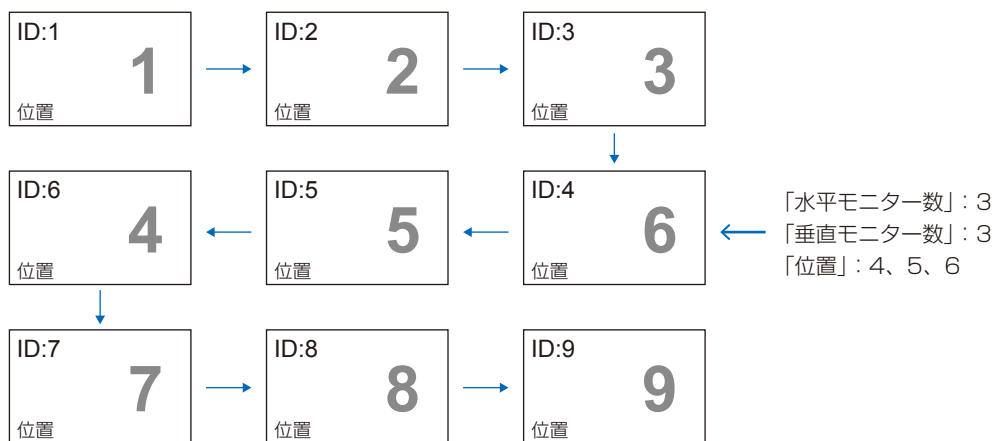 ID:1
1
位置
ID:2
2
位置
ID:3
3
位置
ID:6
4
位置
ID:5
5
位置
ID:4
6
位置
「水平モニター数」：3
「垂直モニター数」：3
「位置」：4、5、6
ID:7
7
位置
ID:8
8
位置
ID:9
9
位置